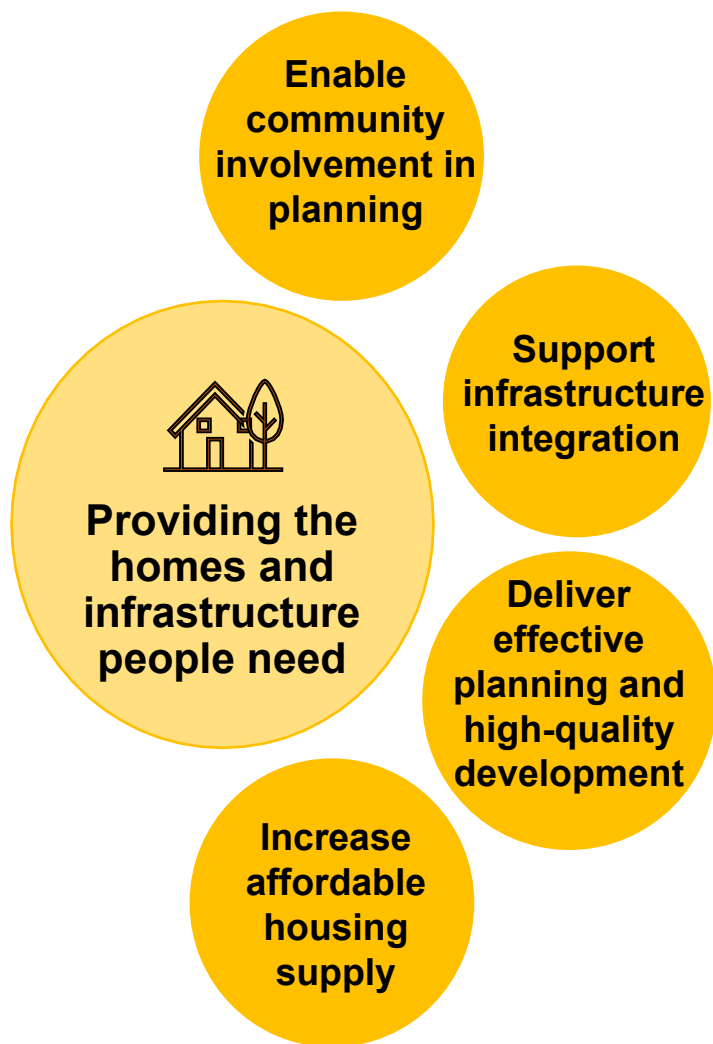 Enable
community
involvement in
planning
Support
infrastructure
integration
Providing the
homes and
infrastructure
people need
Deliver
effective
planning and
high-quality
development
Increase
affordable
housing
supply